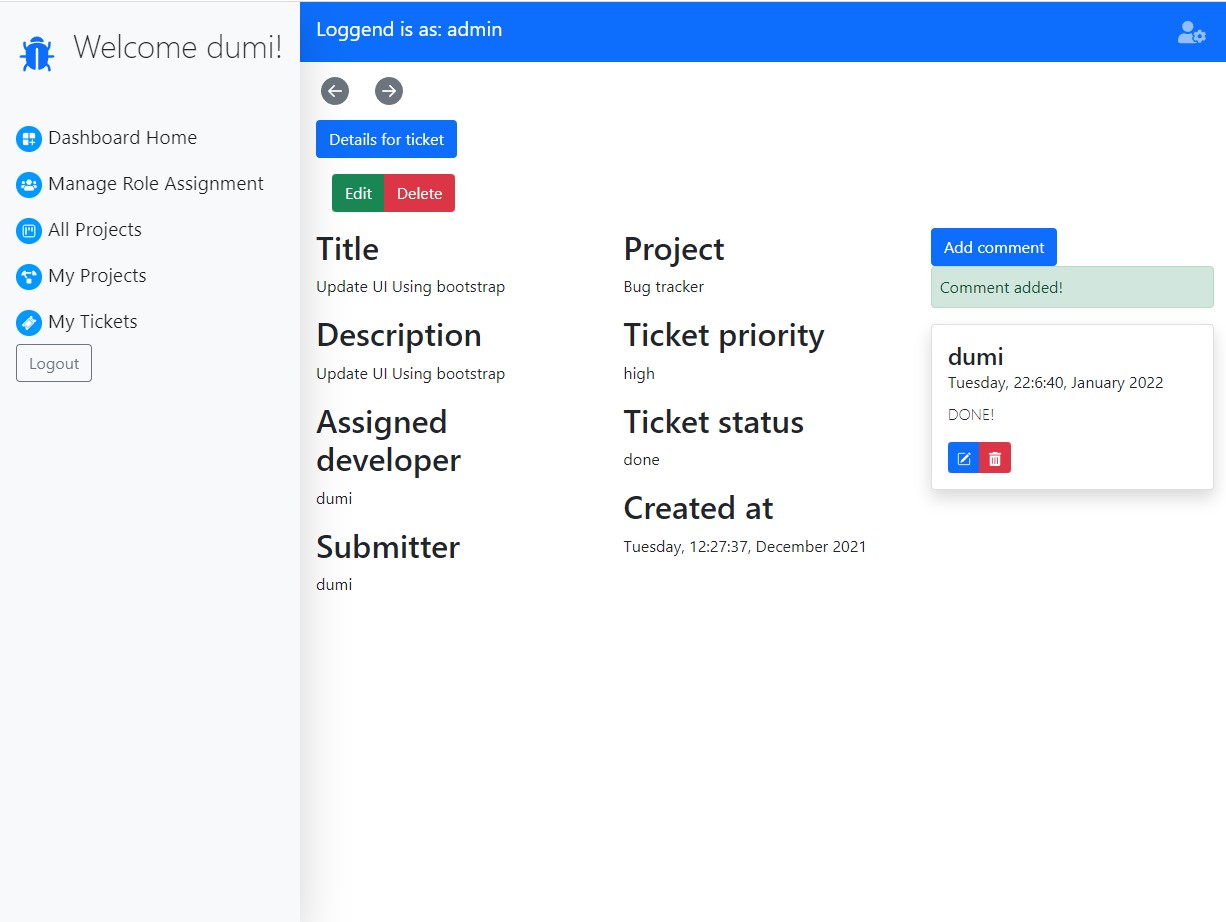 Welcome dumi!
Dashboard Home
Manage Role Assignment
All Projects
My Projects
My Tickets
Logout
Loggend is as: admin
Details for ticket
Edit
Delete
Title
Update UI Using bootstrap
Description
Update UI Using bootstrap
Assigned
developer
dumi
Submitter
dumi
Project
Bug tracker
Ticket priority
high
Ticket status
done
Created at
Tuesday, 12:27:37, December 2021
Add comment
Comment added!
dumi
Tuesday, 22:6:40, January 2022
DONE!